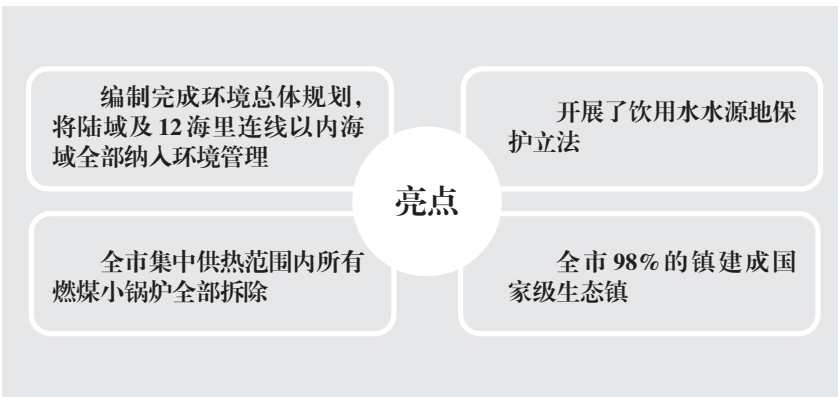 编制完成环境总体规划，
将陆域及12海里连线以内海
域全部纳入环境管理
开展了饮用水水源地保
护立法
亮点
全市集中供热范围内所有
燃煤小锅炉全部拆除
全市98%的镇建成国
家级生态镇